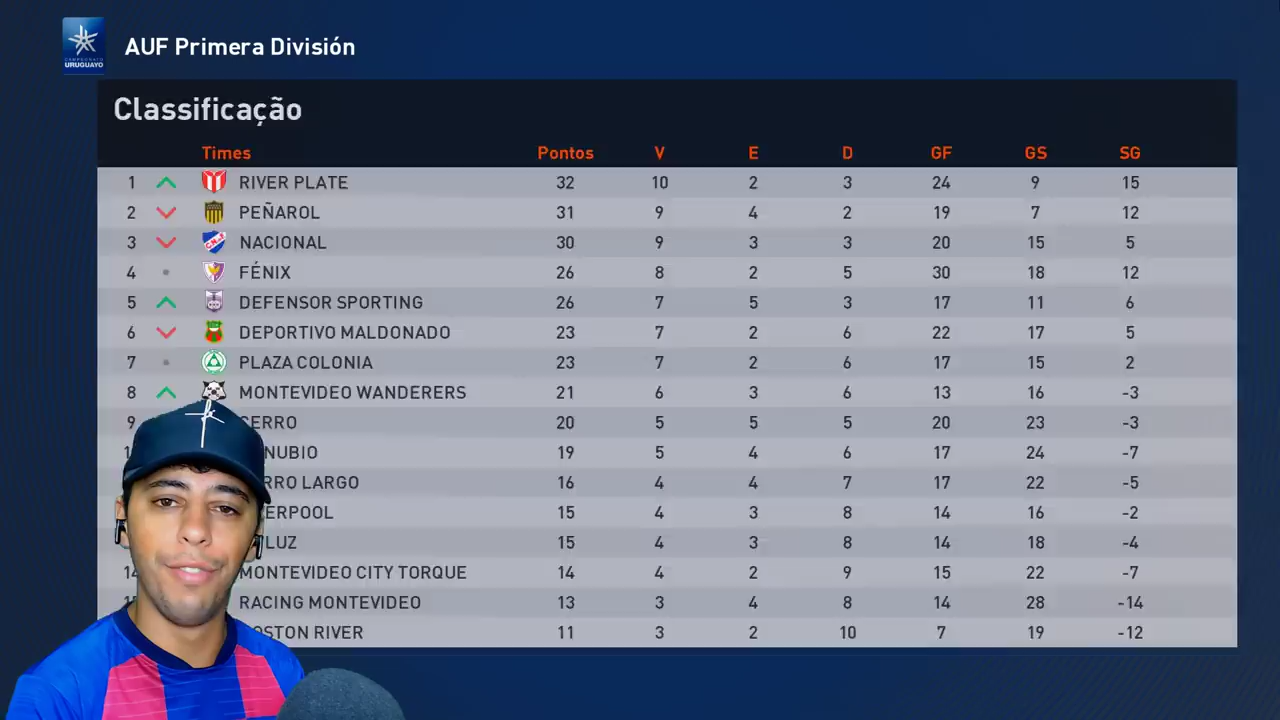 AUF Primera División
CAMPEONATO
URUGUAYO
Classificação
Times Pontos V E D GF GS SG
1 RIVER PLATE 32 10 2 3 24 9 15
2 PEÑAROL 31 9 4 2 19 7 12
3 NACIONAL 30 9 3 3 20 15 5
4 FÉNIX 26 8 2 5 30 18 12
5 DEFENSOR SPORTING 26 7 5 3 17 11 6
6 DEPORTIVO MALDONADO 23 7 2 6 22 17 5
7 PLAZA COLONIA 23 7 2 6 17 15 2
8 MONTEVIDEO WANDERERS 21 6 3 6 13 16 -3
9 CERRO 20 5 5 5 20 23 -3
NUBIO 19 5 4 6 17 24 -7
RRO LARGO 16 4 4 7 17 22 -5
ERPOOL 15 4 3 8 14 16 -2
LUZ 15 4 3 8 14 18 -4
14 MONTEVIDEO CITY TORQUE 14 4 2 9 15 22 -7
RACING MONTEVIDEO 13 3 4 8 14 28 -14
OSTON RIVER 11 3 2 10 7 19 -12